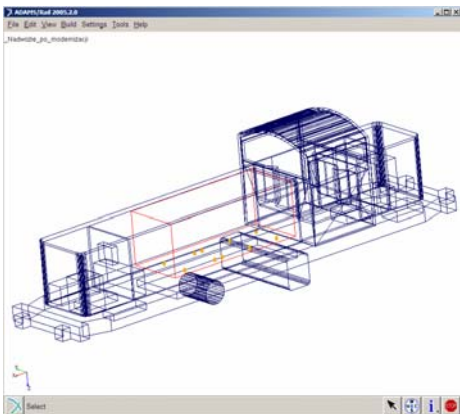 ADAMS/Rail 2005.2.0
File Edit View Build Settings Tools Help
_Nadwozie_po_modernizacji
Select